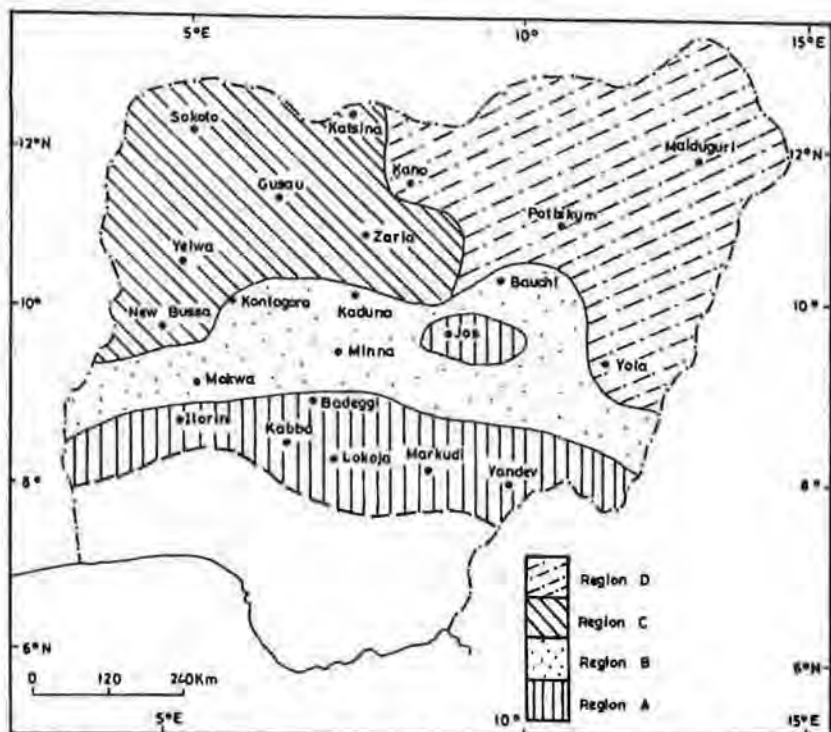 5°E 10° 15°E
12°N 12°N
Sokoto
Katsina
Maiduguri
Kano
Gusau
Potiskum
Zaria
Yelwa
10° 10°
Bauchi
Kontagora
Kaduna
New Bussa
Jos
Minna
Yola
Mokwa
Badeggi
Ilorin
Kabba
Lokoja
Markudi
Yandev
8° 8°
Region D
Region C
Region B
Region A
6°N 6°N
0 120 240Km
5°E 10° 15°E